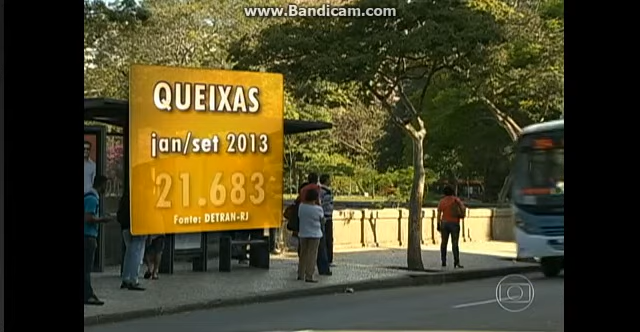 www.Bandicam.com
QUEIXAS
jan/set 2013
21.683
Fonte: DETRAN-RJ